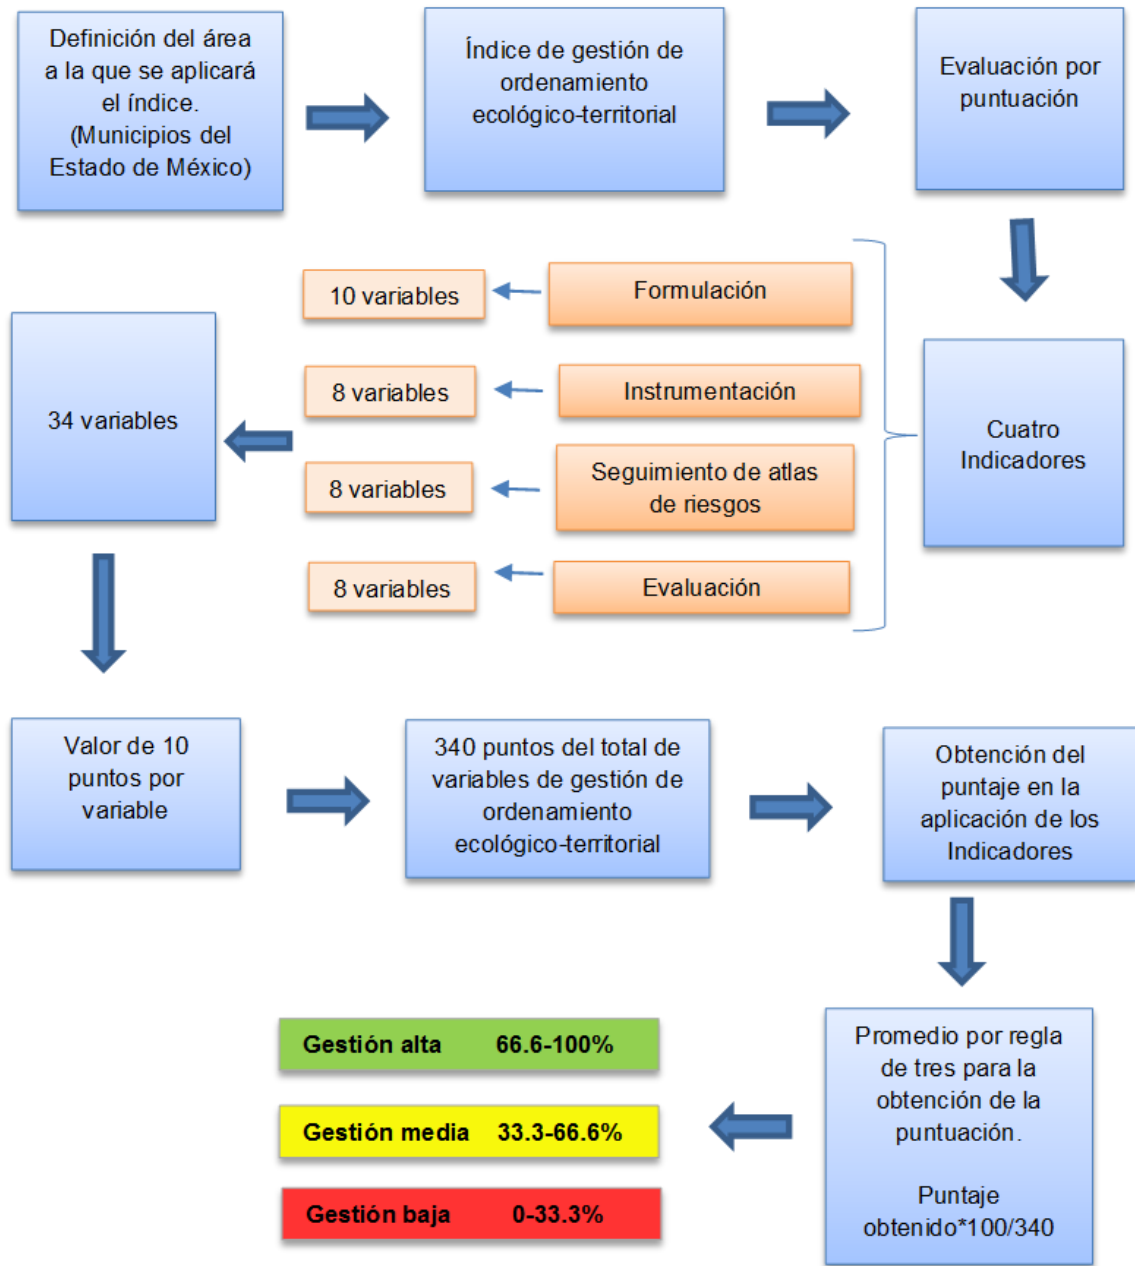 Definición del área
a la que se aplicará
el índice.
(Municipios del
Estado de México)
Índice de gestión de
ordenamiento
ecológico-territorial
Evaluación por
puntuación
Cuatro
Indicadores
Formulación
10 variables
Instrumentación
8 variables
Seguimiento de atlas
de riesgos
8 variables
Evaluación
8 variables
34 variables
Valor de 10
puntos por
variable
340 puntos del total de
variables de gestión de
ordenamiento
ecológico-territorial
Obtención del
puntaje en la
aplicación de los
Indicadores
Promedio por regla
de tres para la
obtención de la
puntuación.
Puntaje
obtenido*100/340
Gestión alta 66.6-100%
Gestión media 33.3-66.6%
Gestión baja 0-33.3%